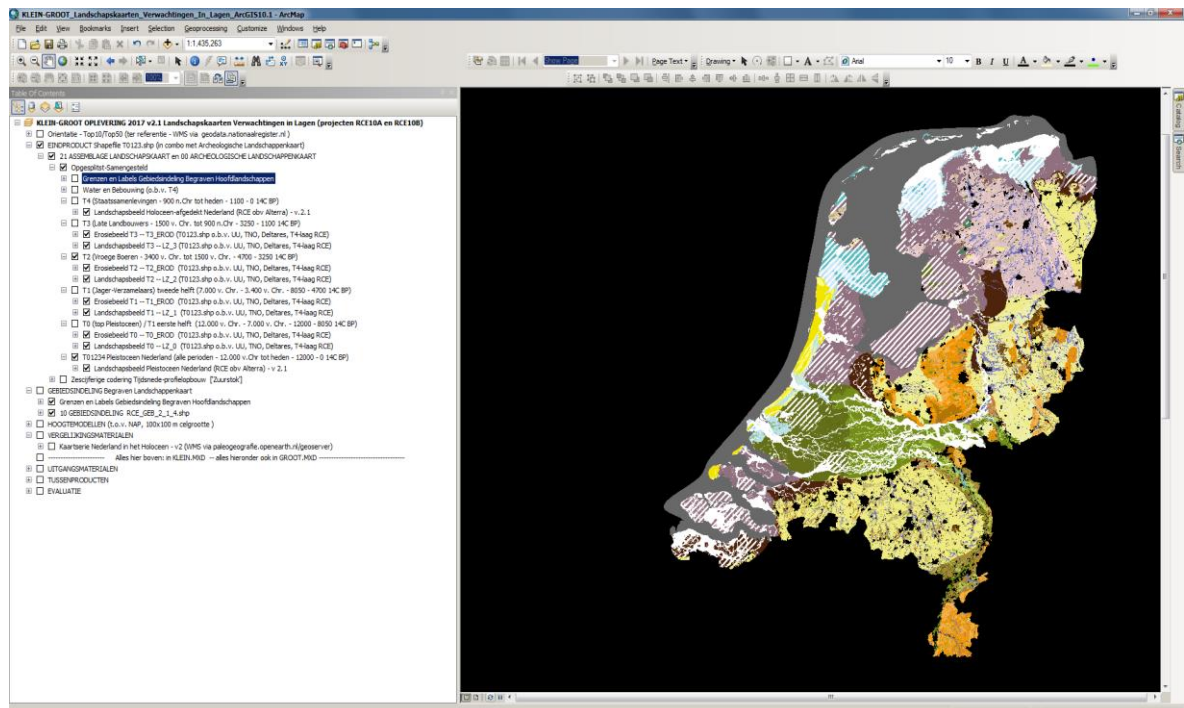 KLEIN-GROOT_Landschapskaarten_Verwachtingen_In_Lagen_ArcGIS10.1 - ArcMap
File Edit View Bookmarks Insert Selection Geoprocessing Customize Windows Help
1:1,435,263
Show Page Page Text Drawing A Arial 10 B I U A
100%
Table Of Contents
KLEIN-GROOT OPLEVERING 2017 v2.1 Landschapskaarten Verwachtingen in Lagen (projecten RCE10A en RCE10B)
Orientatie - Top10/Top50 (ter referentie - WMS via geodata.nationaalregister.nl )
EINDPRODUCT Shapefile T0123.shp (in combo met Archeologische Landschappenkaart)
21 ASSEMBLAGE LANDSCHAPSKAART en 00 ARCHEOLOGISCHE LANDSCHAPPENKAART
Opgesplitst-Samengesteld
Grenzen en Labels Gebiedsindeling Begraven Hoofdlandschappen
Water en Bebouwing (o.b.v. T4)
T4 (Staatssamenlevingen - 900 n.Chr tot heden - 1100 - 0 14C BP)
Landschapsbeeld Holoceen-afgedekt Nederland (RCE obv Alterra) - v.2.1
T3 (Late Landbouwers - 1500 v. Chr. tot 900 n.Chr - 3250 - 1100 14C BP)
Erosiebeeld T3 -- T3_EROD (T0123.shp o.b.v. UU, TNO, Deltares, T4-laag RCE)
Landschapsbeeld T3 -- LZ_3 (T0123.shp o.b.v. UU, TNO, Deltares, T4-laag RCE)
T2 (Vroege Boeren - 3400 v. Chr. tot 1500 v. Chr. - 4700 - 3250 14C BP)
Erosiebeeld T2 -- T2_EROD (T0123.shp o.b.v. UU, TNO, Deltares, T4-laag RCE)
Landschapsbeeld T2 -- LZ_2 (T0123.shp o.b.v. UU, TNO, Deltares, T4-laag RCE)
T1 (Jager-Verzamelaars) tweede helft (7.000 v. Chr. - 3.400 v. Chr. - 8050 - 4700 14C BP)
Erosiebeeld T1 -- T1_EROD (T0123.shp o.b.v. UU, TNO, Deltares, T4-laag RCE)
Landschapsbeeld T1 -- LZ_1 (T0123.shp o.b.v. UU, TNO, Deltares, T4-laag RCE)
T0 (top Pleistoceen) / T1 eerste helft (12.000 v. Chr. - 7.000 v. Chr. - 12000 - 8050 14C BP)
Erosiebeeld T0 -- T0_EROD (T0123.shp o.b.v. UU, TNO, Deltares, T4-laag RCE)
Landschapsbeeld T0 -- LZ_0 (T0123.shp o.b.v. UU, TNO, Deltares, T4-laag RCE)
T01234 Pleistoceen Nederland (alle perioden - 12.000 v.Chr tot heden - 12000 - 0 14C BP)
Landschapsbeeld Pleistoceen Nederland (RCE obv Alterra) - v 2.1
Zescijferige codering Tijdsnede-profielopbouw ['Zuurstok']
GEBIEDSINDELING Begraven Landschappenkaart
Grenzen en Labels Gebiedsindeling Begraven Hoofdlandschappen
10 GEBIEDSINDELING RCE_GEB_2_1_4.shp
HOOGTEMODELLEN (t.o.v. NAP, 100x100 m celgrootte )
VERGELIJKINGSMATERIALEN
Kaartserie Nederland in het Holoceen - v2 (WMS via paleogeografie.openearth.nl/geoserver)
------------------------ Alles hier boven: in KLEIN.MXD -- alles hieronder ook in GROOT.MXD ------------------------------
UITGANGSMATERIALEN
TUSSENPRODUCTEN
EVALUATIE
Catalog
Search